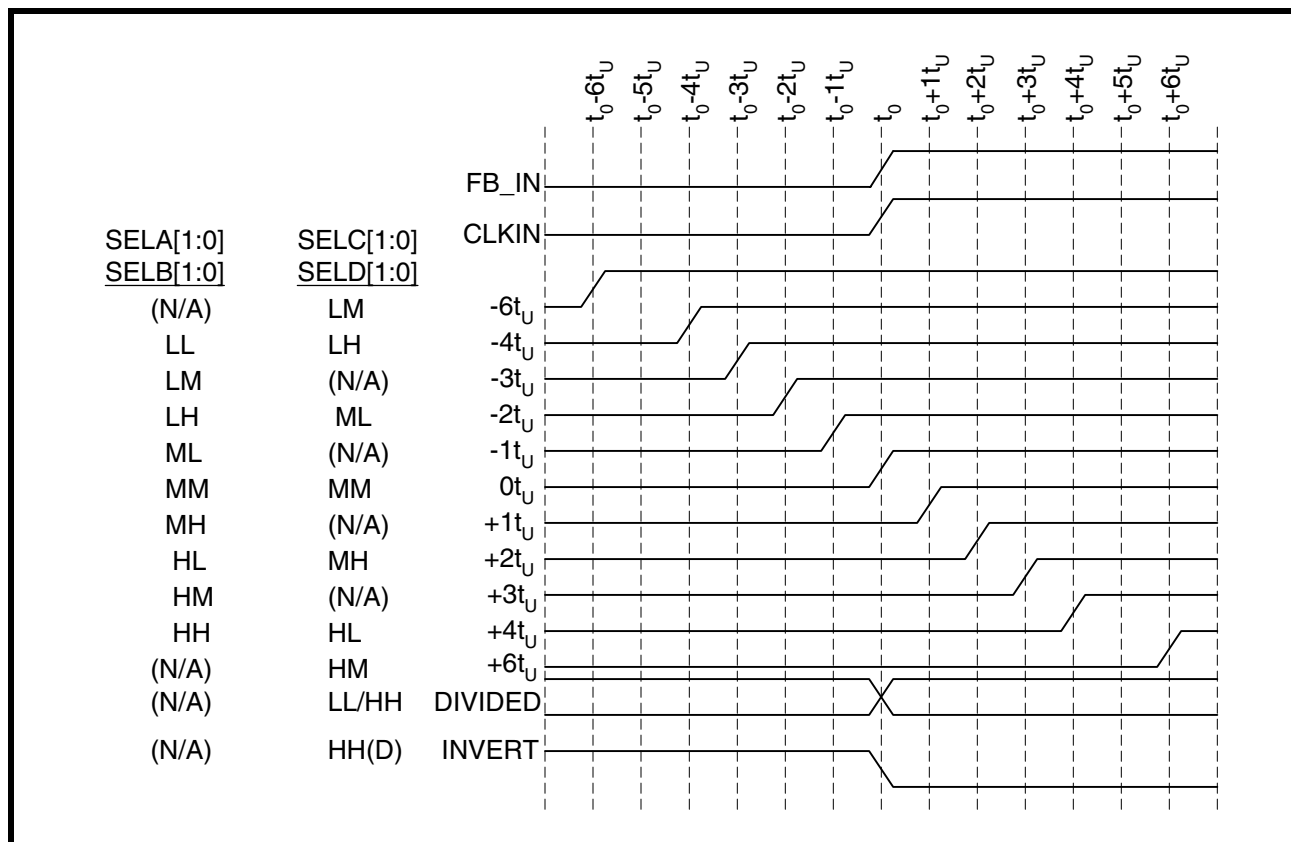 t0-6tU t0-5tU t0-4tU t0-3tU t0-2tU t0-1tU t0 t0+1tU t0+2tU t0+3tU t0+4tU t0+5tU t0+6tU
FB_IN
SELA[1:0] SELC[1:0] CLKIN
SELB[1:0] SELD[1:0]
(N/A) LM -6tU
LL LH -4tU
LM (N/A) -3tU
LH ML -2tU
ML (N/A) -1tU
MM MM 0tU
MH (N/A) +1tU
HL MH +2tU
HM (N/A) +3tU
HH HL +4tU
(N/A) HM +6tU
(N/A) LL/HH DIVIDED
(N/A) HH(D) INVERT